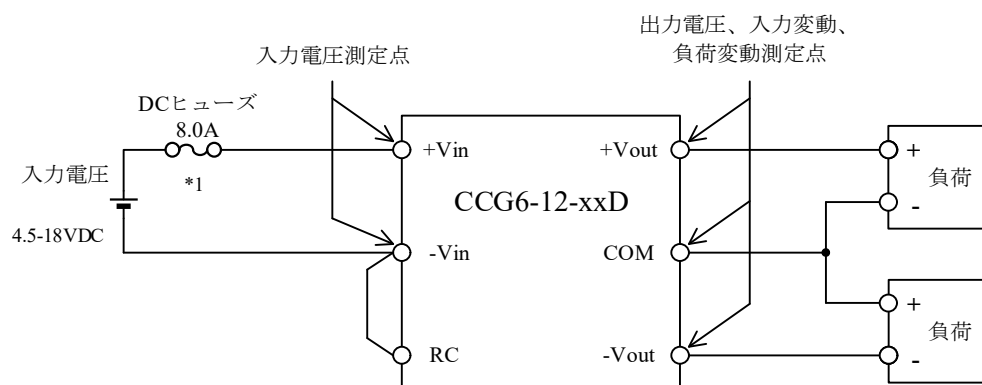 出力電圧、入力変動、
負荷変動測定点
入力電圧測定点
DCヒューズ
8.0A
*1
入力電圧
4.5-18VDC
+Vin
-Vin
RC
CCG6-12-xxD
+Vout
COM
-Vout
+
負荷
-
+
負荷
-